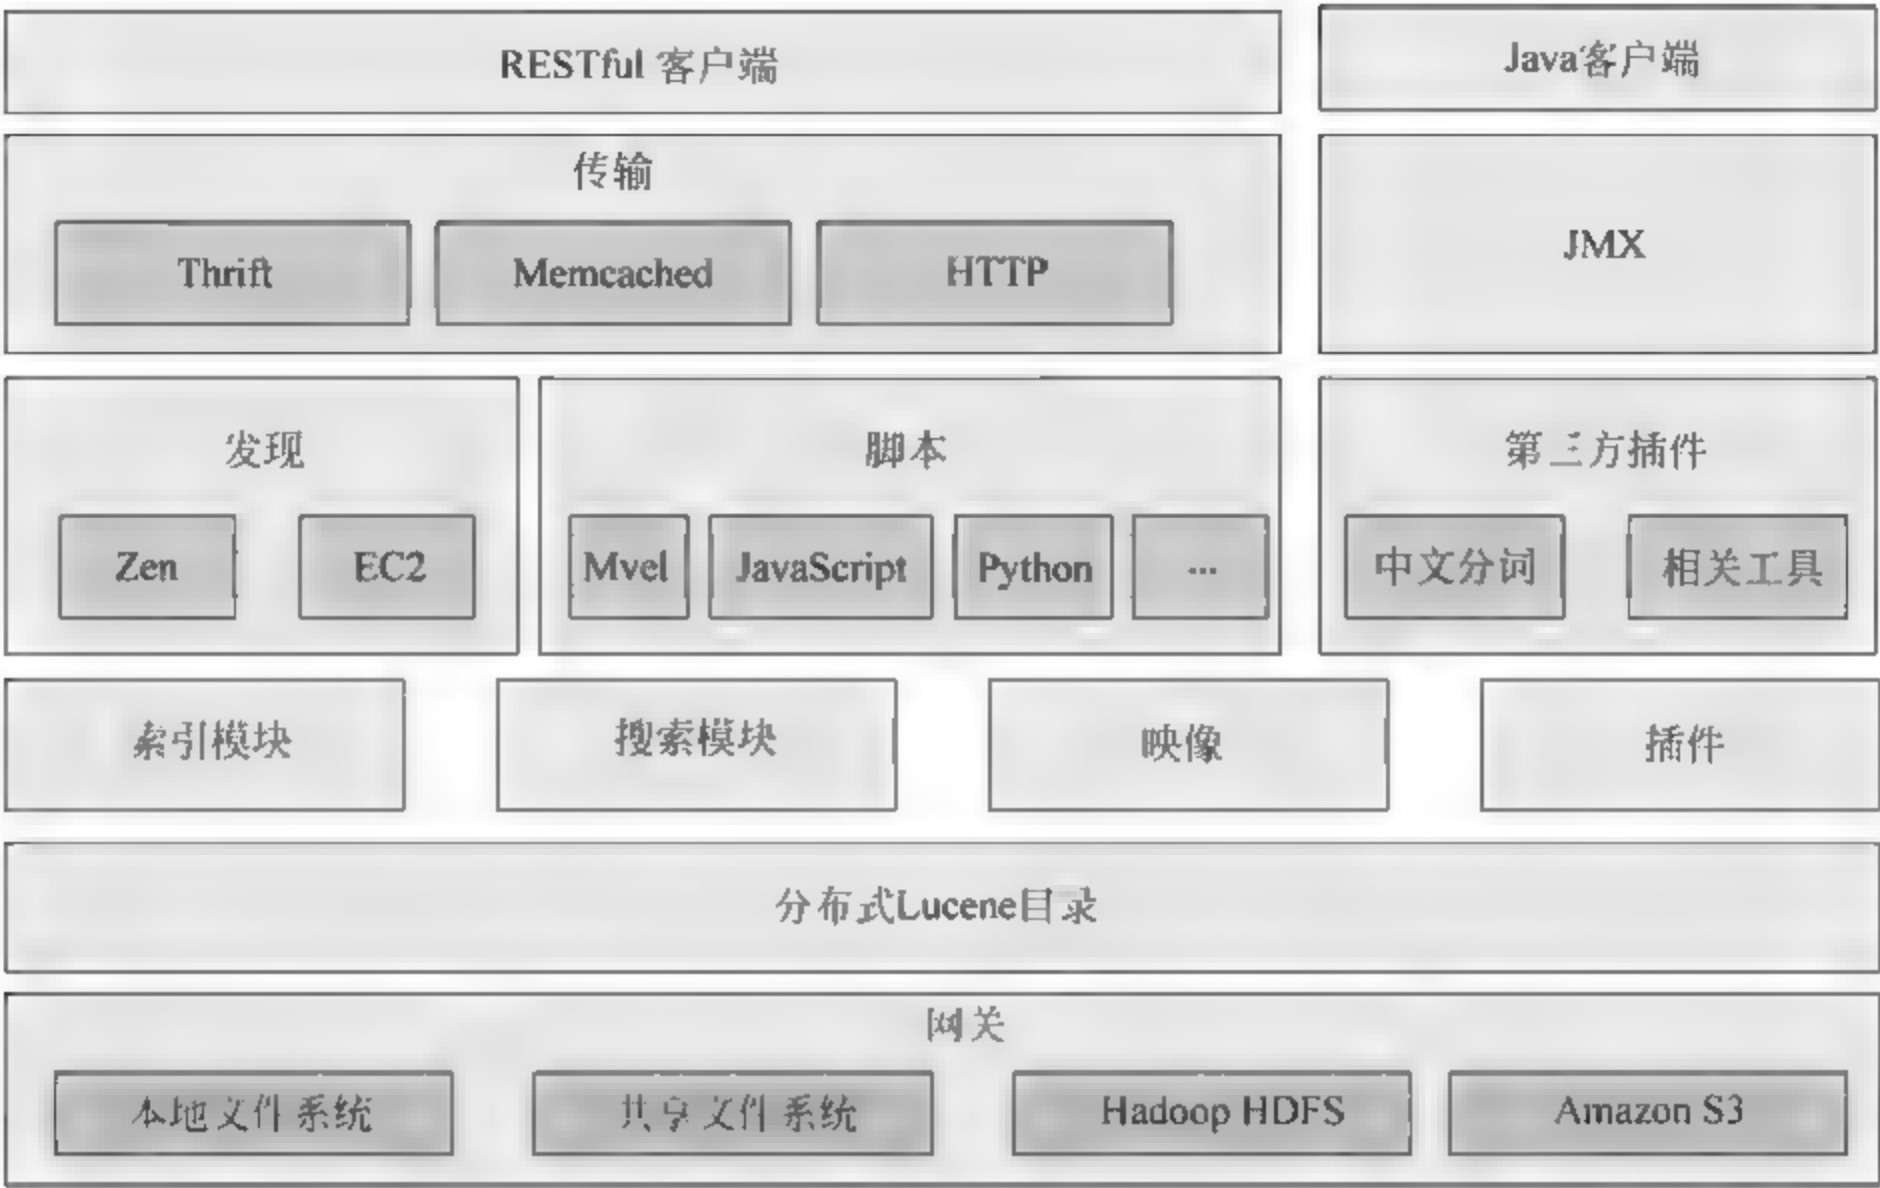 RESTful 客户端
Java客户端
传输
Thrift
Memcached
HTTP
JMX
发现
Zen
EC2
脚本
Mvel
JavaScript
Python
...
第三方插件
中文分词
相关工具
索引模块
搜索模块
映像
插件
分布式Lucene目录
网关
本地文件系统
共享文件系统
Hadoop HDFS
Amazon S3